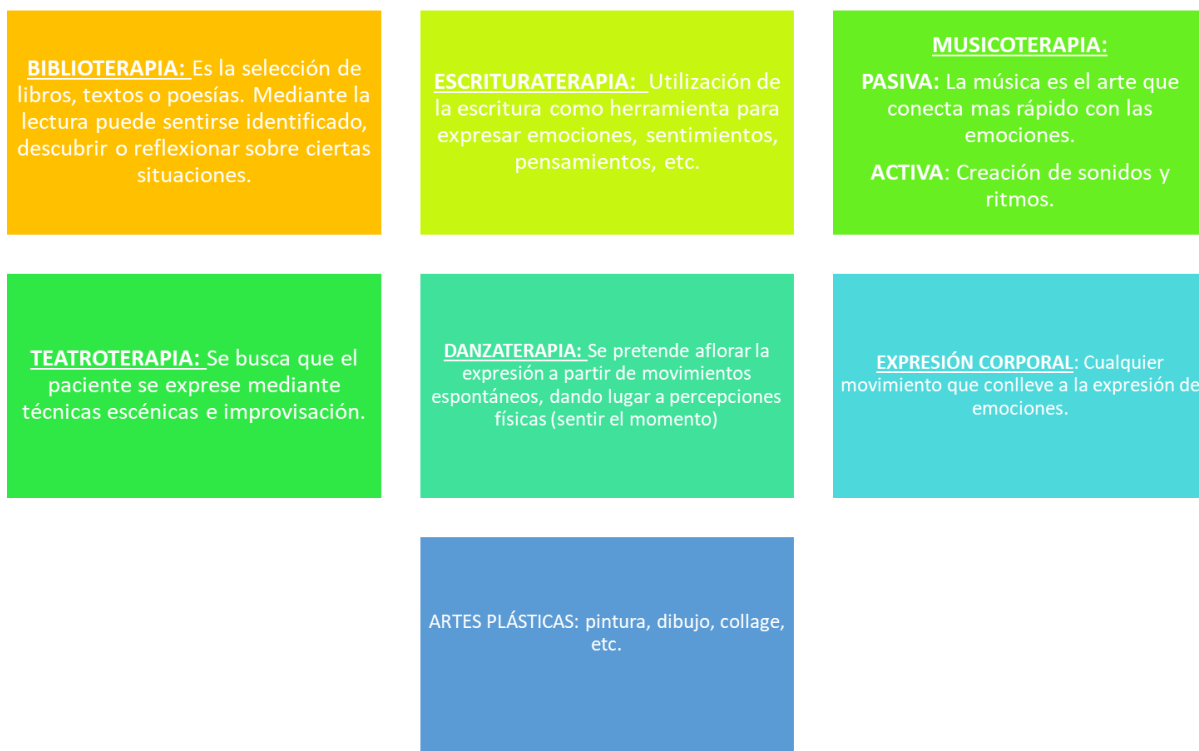 BIBLIOTERAPIA: Es la selección de
libros, textos o poesías. Mediante la
lectura puede sentirse identificado,
descubrir o reflexionar sobre ciertas
situaciones.
ESCRITURATERAPIA: Utilización de
la escritura como herramienta para
expresar emociones, sentimientos,
pensamientos, etc.
MUSICOTERAPIA:
PASIVA: La música es el arte que
conecta mas rápido con las
emociones.
ACTIVA: Creación de sonidos y
ritmos.
TEATROTERAPIA: Se busca que el
paciente se exprese mediante
técnicas escénicas e improvisación.
DANZATERAPIA: Se pretende aflorar la
expresión a partir de movimientos
espontáneos, dando lugar a percepciones
físicas (sentir el momento)
EXPRESIÓN CORPORAL: Cualquier
movimiento que conlleve a la expresión de
emociones.
ARTES PLÁSTICAS: pintura, dibujo, collage,
etc.